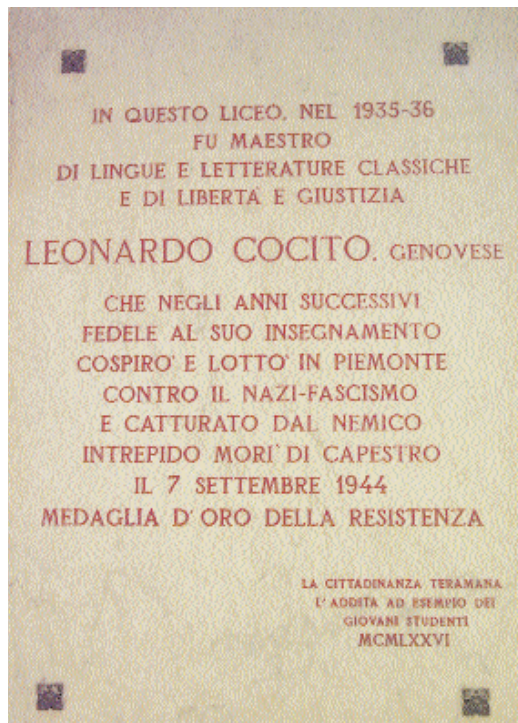 IN QUESTO LICEO, NEL 1935-36
FU MAESTRO
DI LINGUE E LETTERATURE CLASSICHE
E DI LIBERTA' E GIUSTIZIA
LEONARDO COCITO, GENOVESE
CHE NEGLI ANNI SUCCESSIVI
FEDELE AL SUO INSEGNAMENTO
COSPIRO' E LOTTO' IN PIEMONTE
CONTRO IL NAZI-FASCISMO
E CATTURATO DAL NEMICO
INTREPIDO MORI' DI CAPESTRO
IL 7 SETTEMBRE 1944
MEDAGLIA D'ORO DELLA RESISTENZA
LA CITTADINANZA TERAMANA
L'ADDITA AD ESEMPIO DEI
GIOVANI STUDENTI
MCMLXXVI